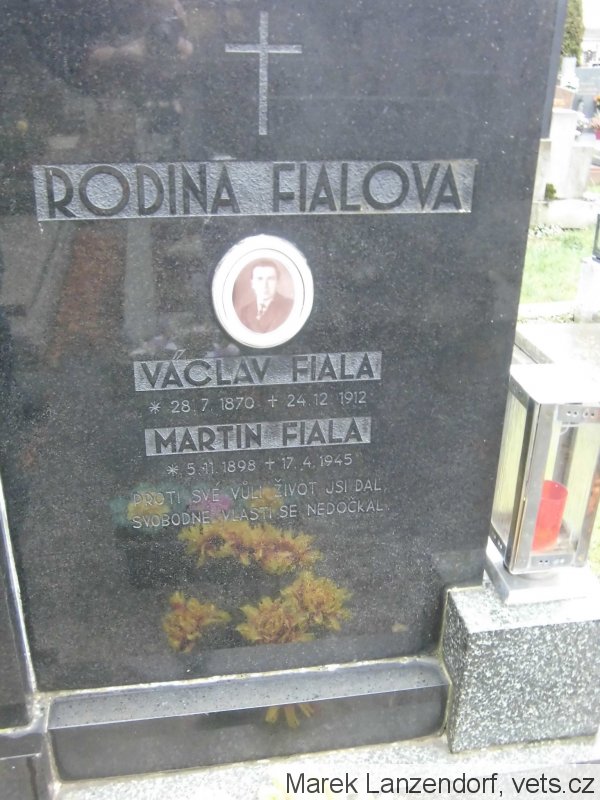 RODINA FIALOVA
VÁCLAV FIALA
* 28. 7. 1870 + 24. 12. 1912
MARTIN FIALA
* 5. 11. 1898 + 17. 4. 1945
PROTI SVÉ VŮLI ŽIVOT JSI DAL,
SVOBODNÉ VLASTI SE NEDOČKAL.
Marek Lanzendorf, vets.cz